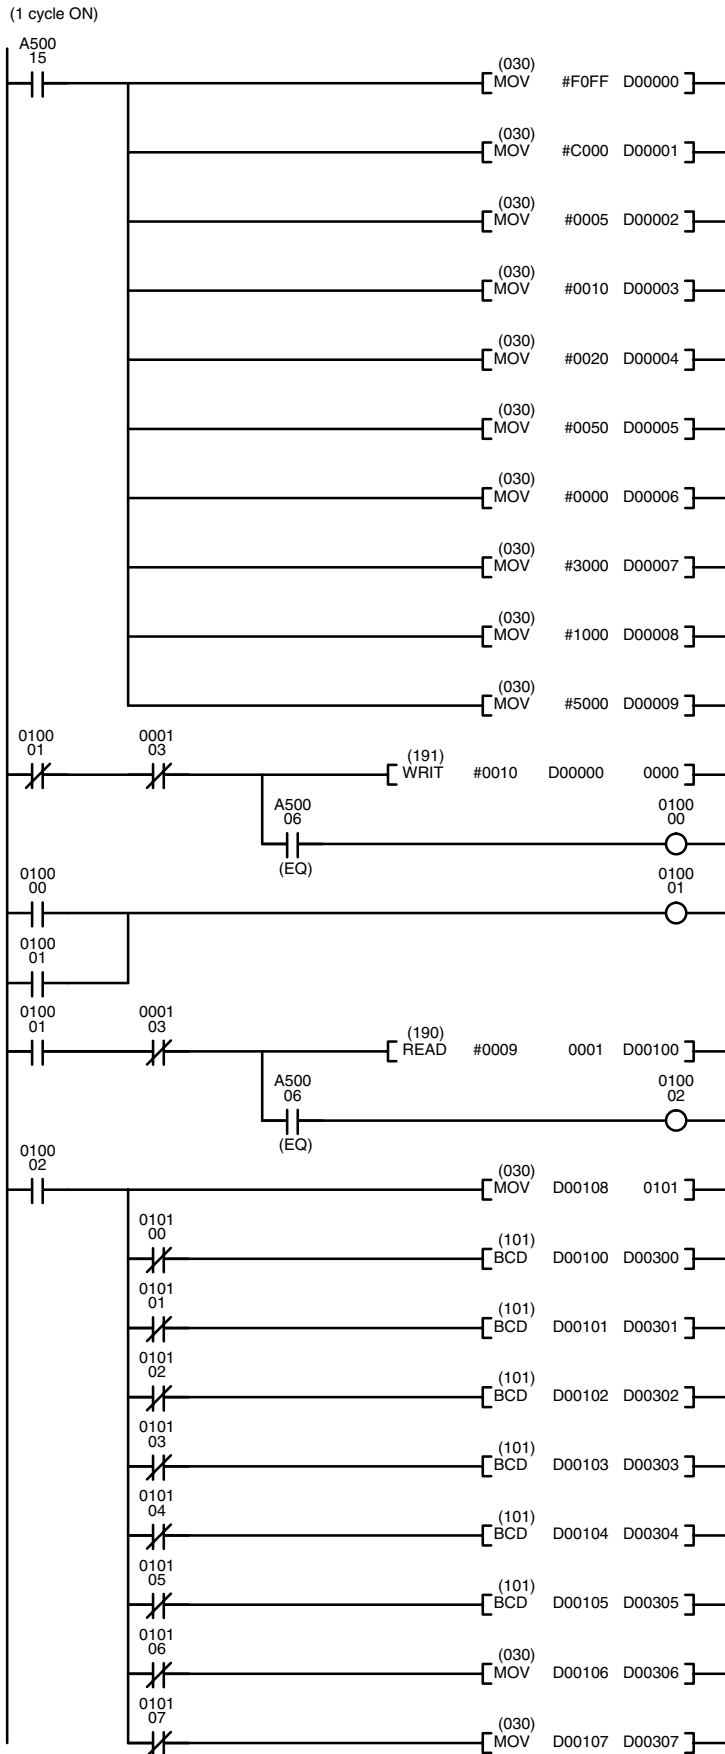 (1 cycle ON)
A500
15
(030)
MOV #F0FF D00000
(030)
MOV #C000 D00001
(030)
MOV #0005 D00002
(030)
MOV #0010 D00003
(030)
MOV #0020 D00004
(030)
MOV #0050 D00005
(030)
MOV #0000 D00006
(030)
MOV #3000 D00007
(030)
MOV #1000 D00008
(030)
MOV #5000 D00009
0100 0001
01 03
(191)
WRIT #0010 D00000 0000
A500 0100
06 00
(EQ)
0100 0100
00 01
0100
01
0100 0001
01 03
(190)
READ #0009 0001 D00100
A500 0100
06 02
(EQ)
0100
02
(030)
MOV D00108 0101
0101
00
(101)
BCD D00100 D00300
0101
01
(101)
BCD D00101 D00301
0101
02
(101)
BCD D00102 D00302
0101
03
(101)
BCD D00103 D00303
0101
04
(101)
BCD D00104 D00304
0101
05
(101)
BCD D00105 D00305
0101
06
(030)
MOV D00106 D00306
0101
07
(030)
MOV D00107 D00307